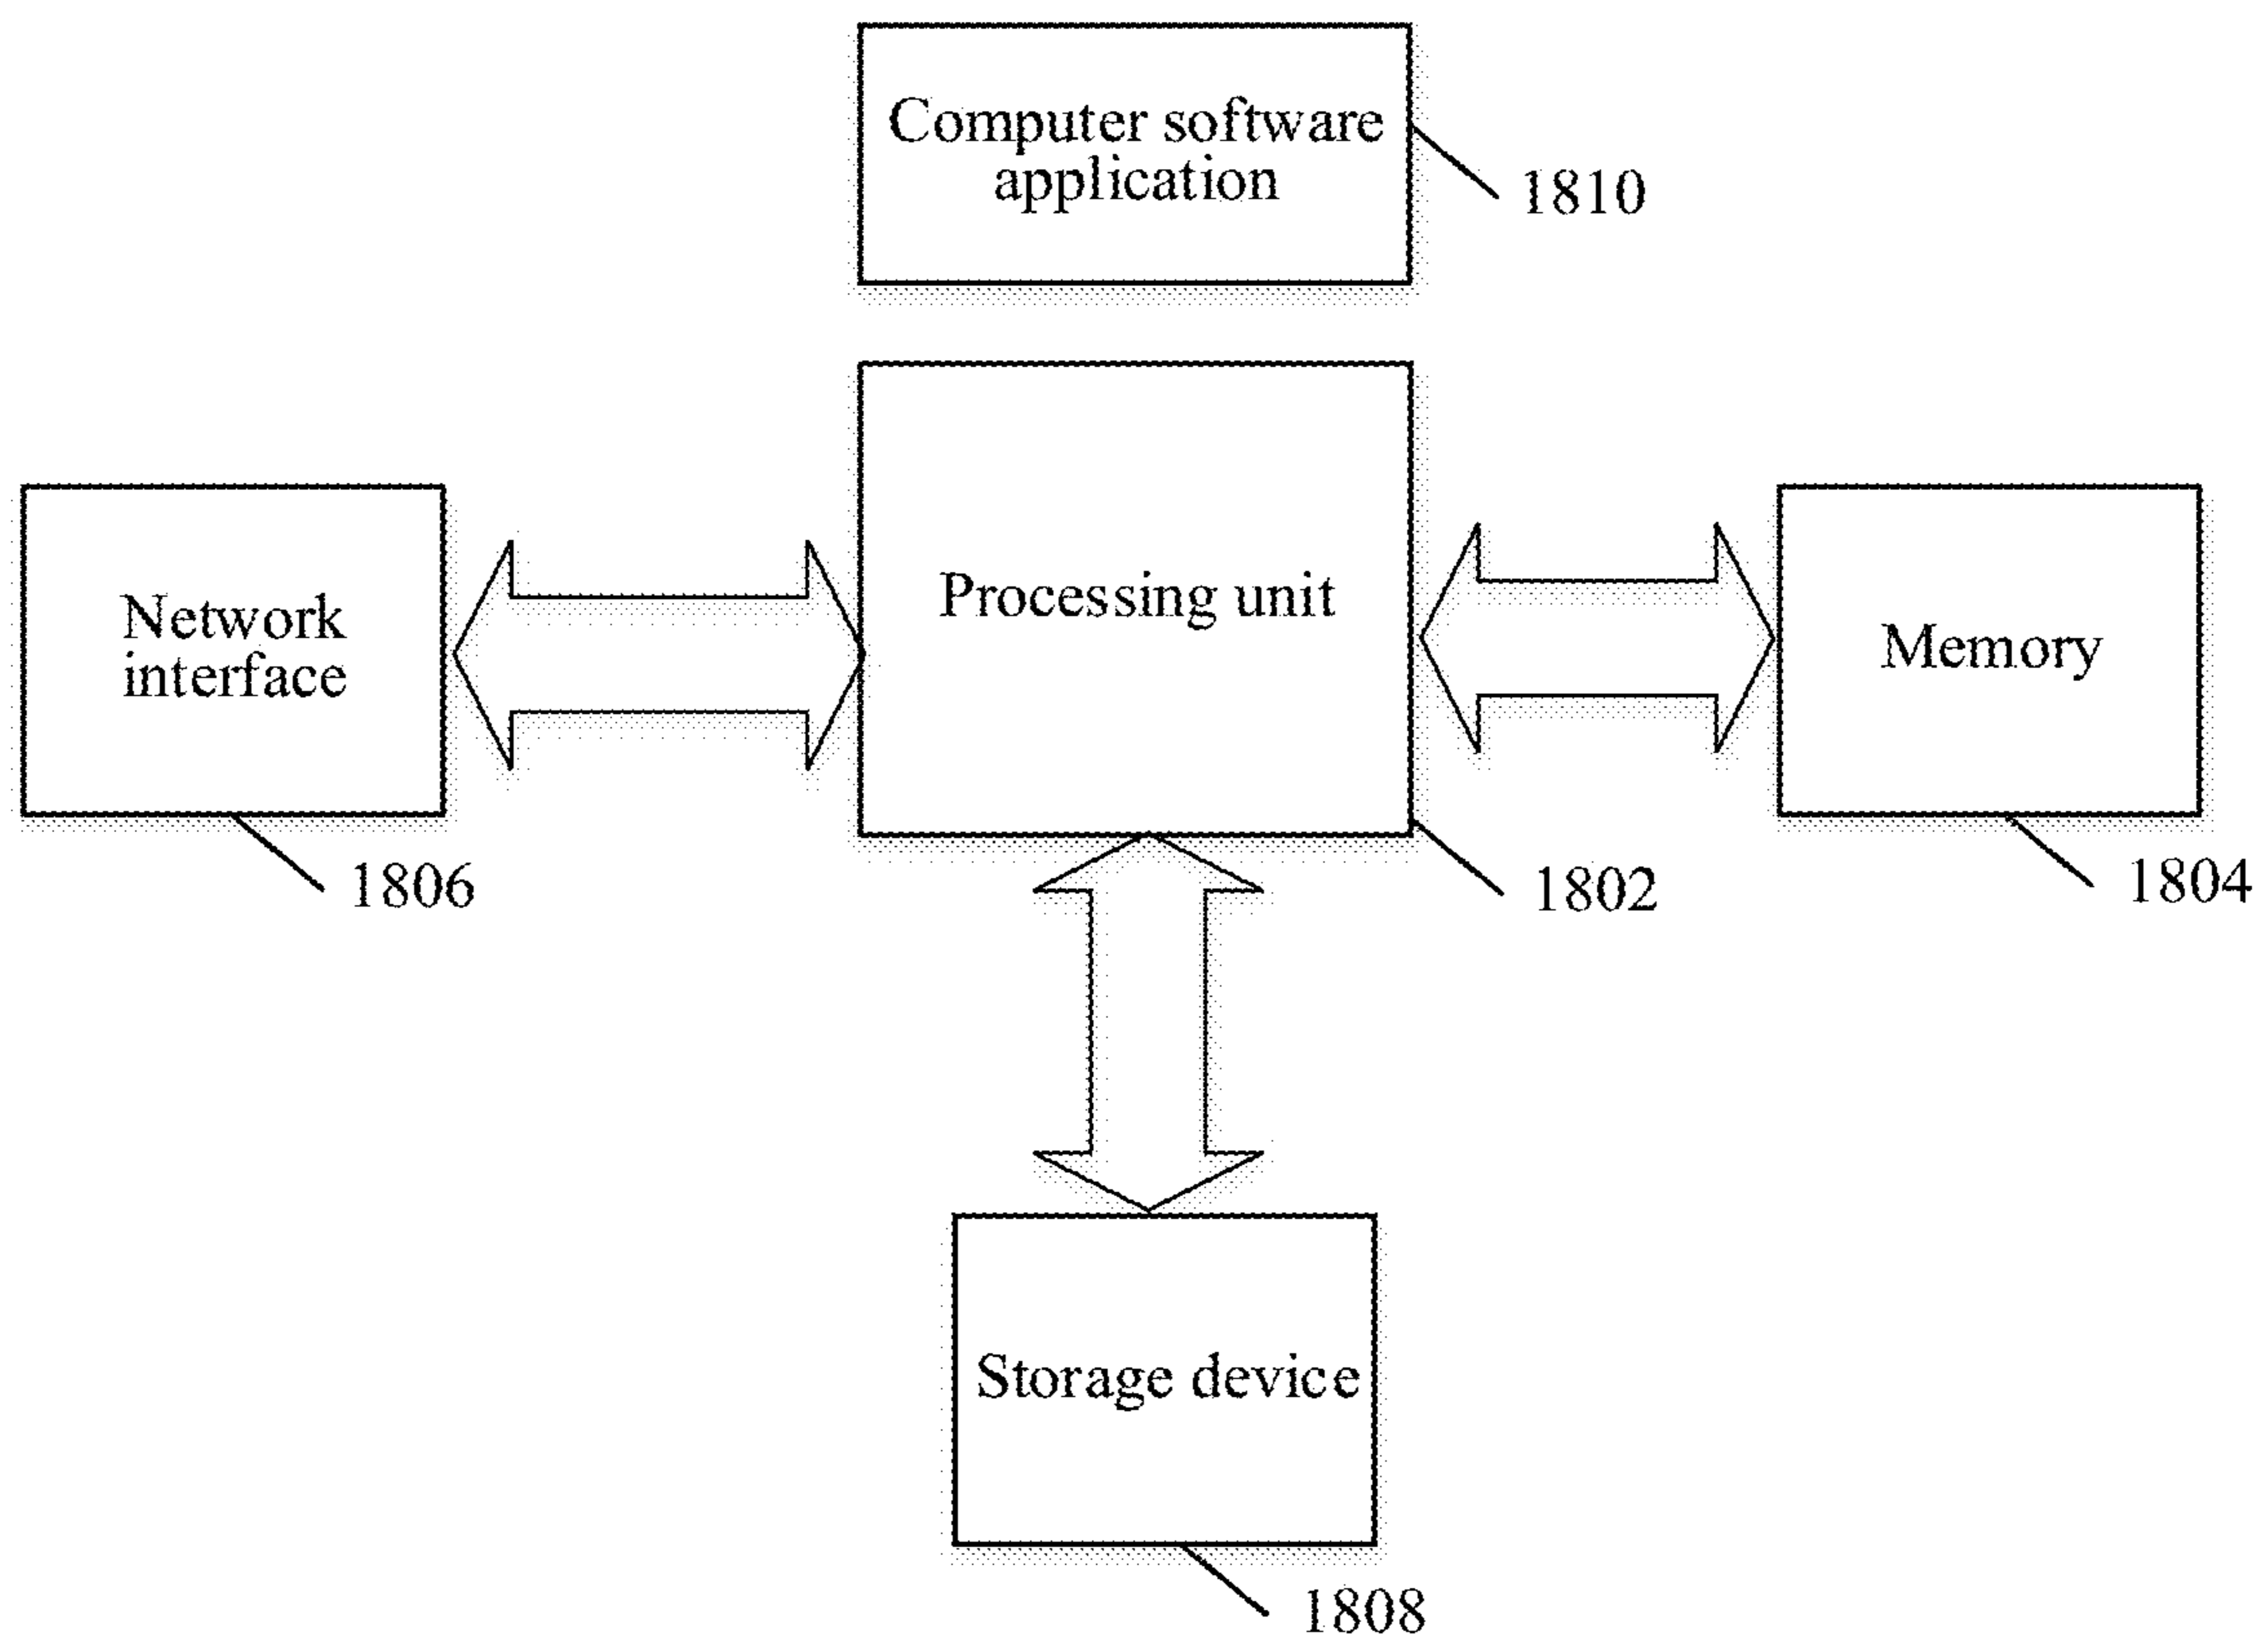 Computer software
application
1810
Network
interface
1806
Processing unit
1802
Memory
1804
Storage device
1808